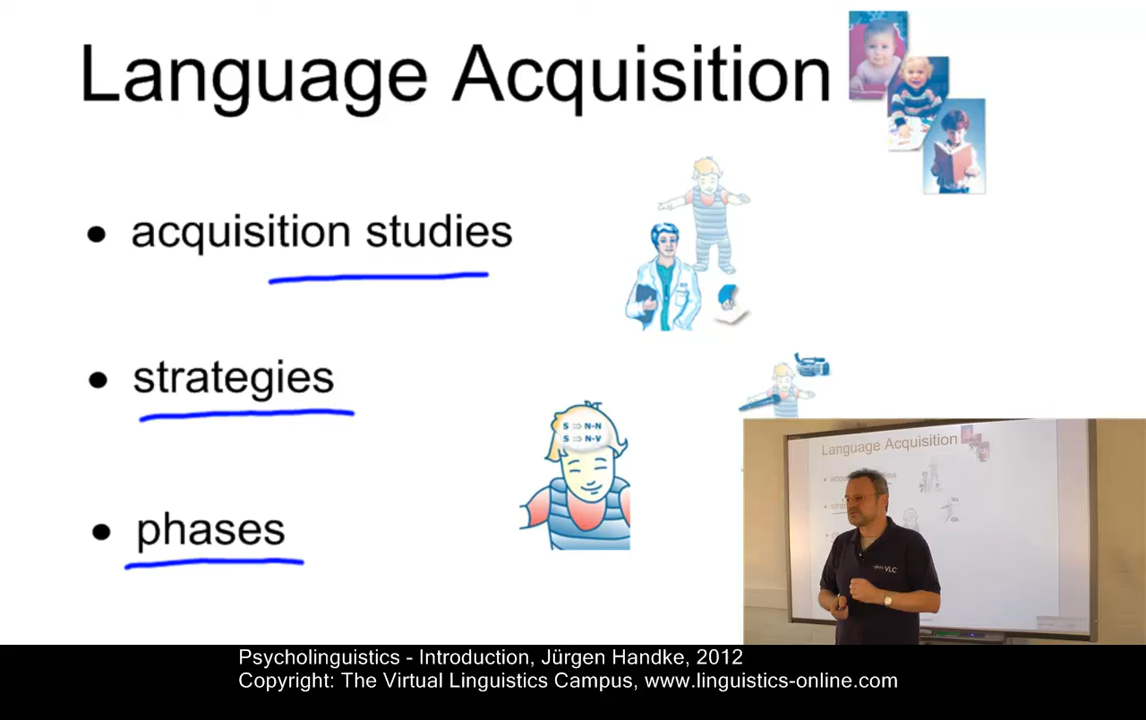 Language Acquisition
• acquisition studies
• strategies
• phases
S ⇒ N-N
S ⇒ N-V
Language Acquisition
VLC
Psycholinguistics - Introduction, Jürgen Handke, 2012
Copyright: The Virtual Linguistics Campus, www.linguistics-online.com